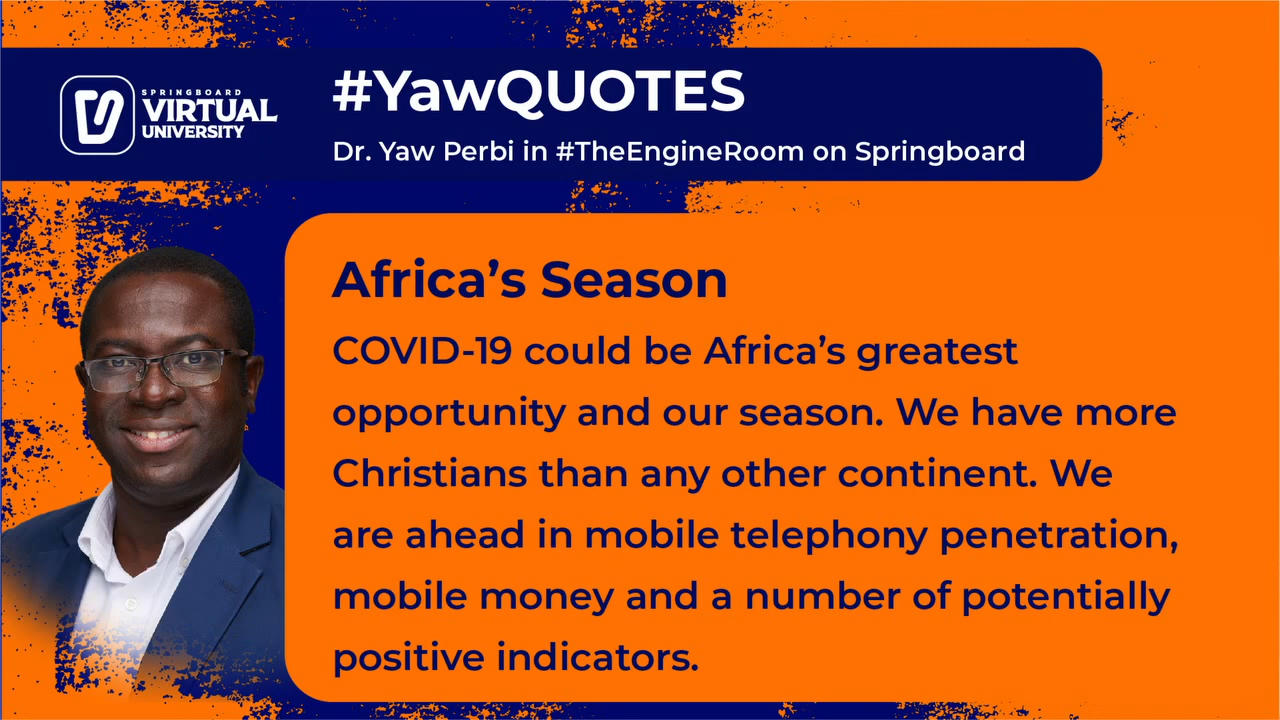 SPRINGBOARD
VIRTUAL
UNIVERSITY
#YawQUOTES
Dr. Yaw Perbi in #TheEngineRoom on Springboard
Africa’s Season
COVID-19 could be Africa’s greatest
opportunity and our season. We have more
Christians than any other continent. We
are ahead in mobile telephony penetration,
mobile money and a number of potentially
positive indicators.